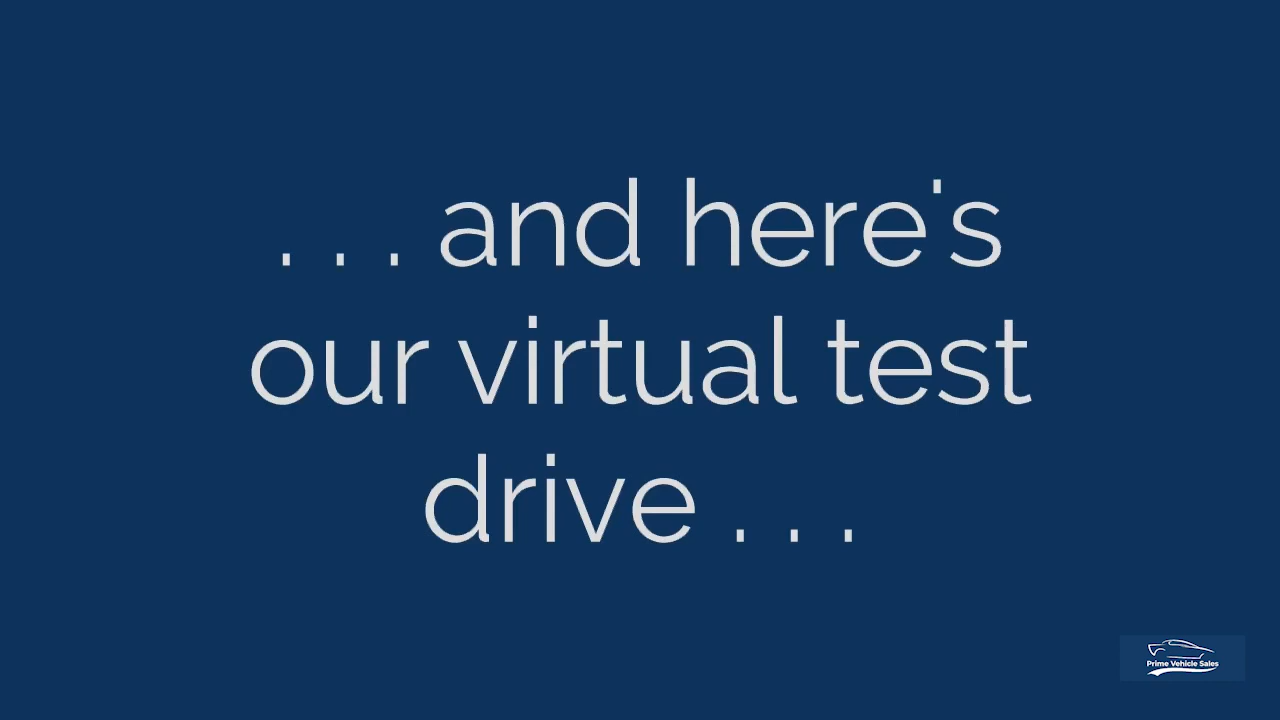 . . . and here's
our virtual test
drive . . .
Prime Vehicle Sales